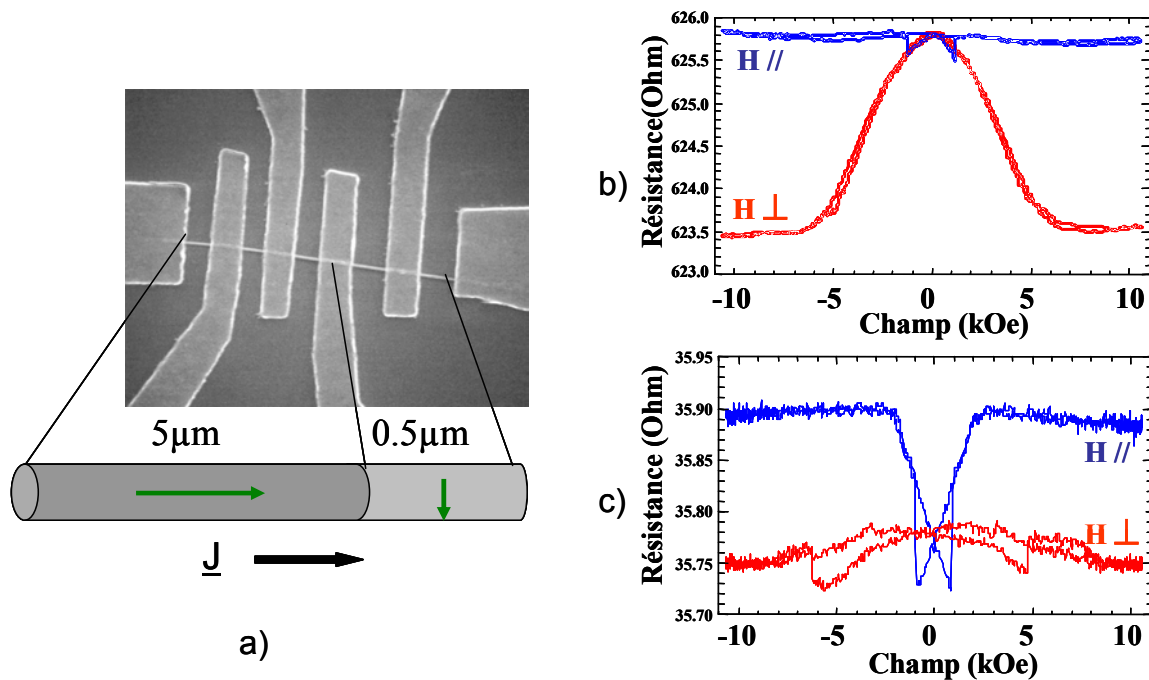 5µm
0.5µm
J
a)
b)
Résistance(Ohm)
626.0
625.5
625.0
624.5
624.0
623.5
623.0
H //
H ⊥
-10
-5
0
5
10
Champ (kOe)
c)
Résistance (Ohm)
35.95
35.90
35.85
35.80
35.75
35.70
H //
H ⊥
-10
-5
0
5
10
Champ (kOe)